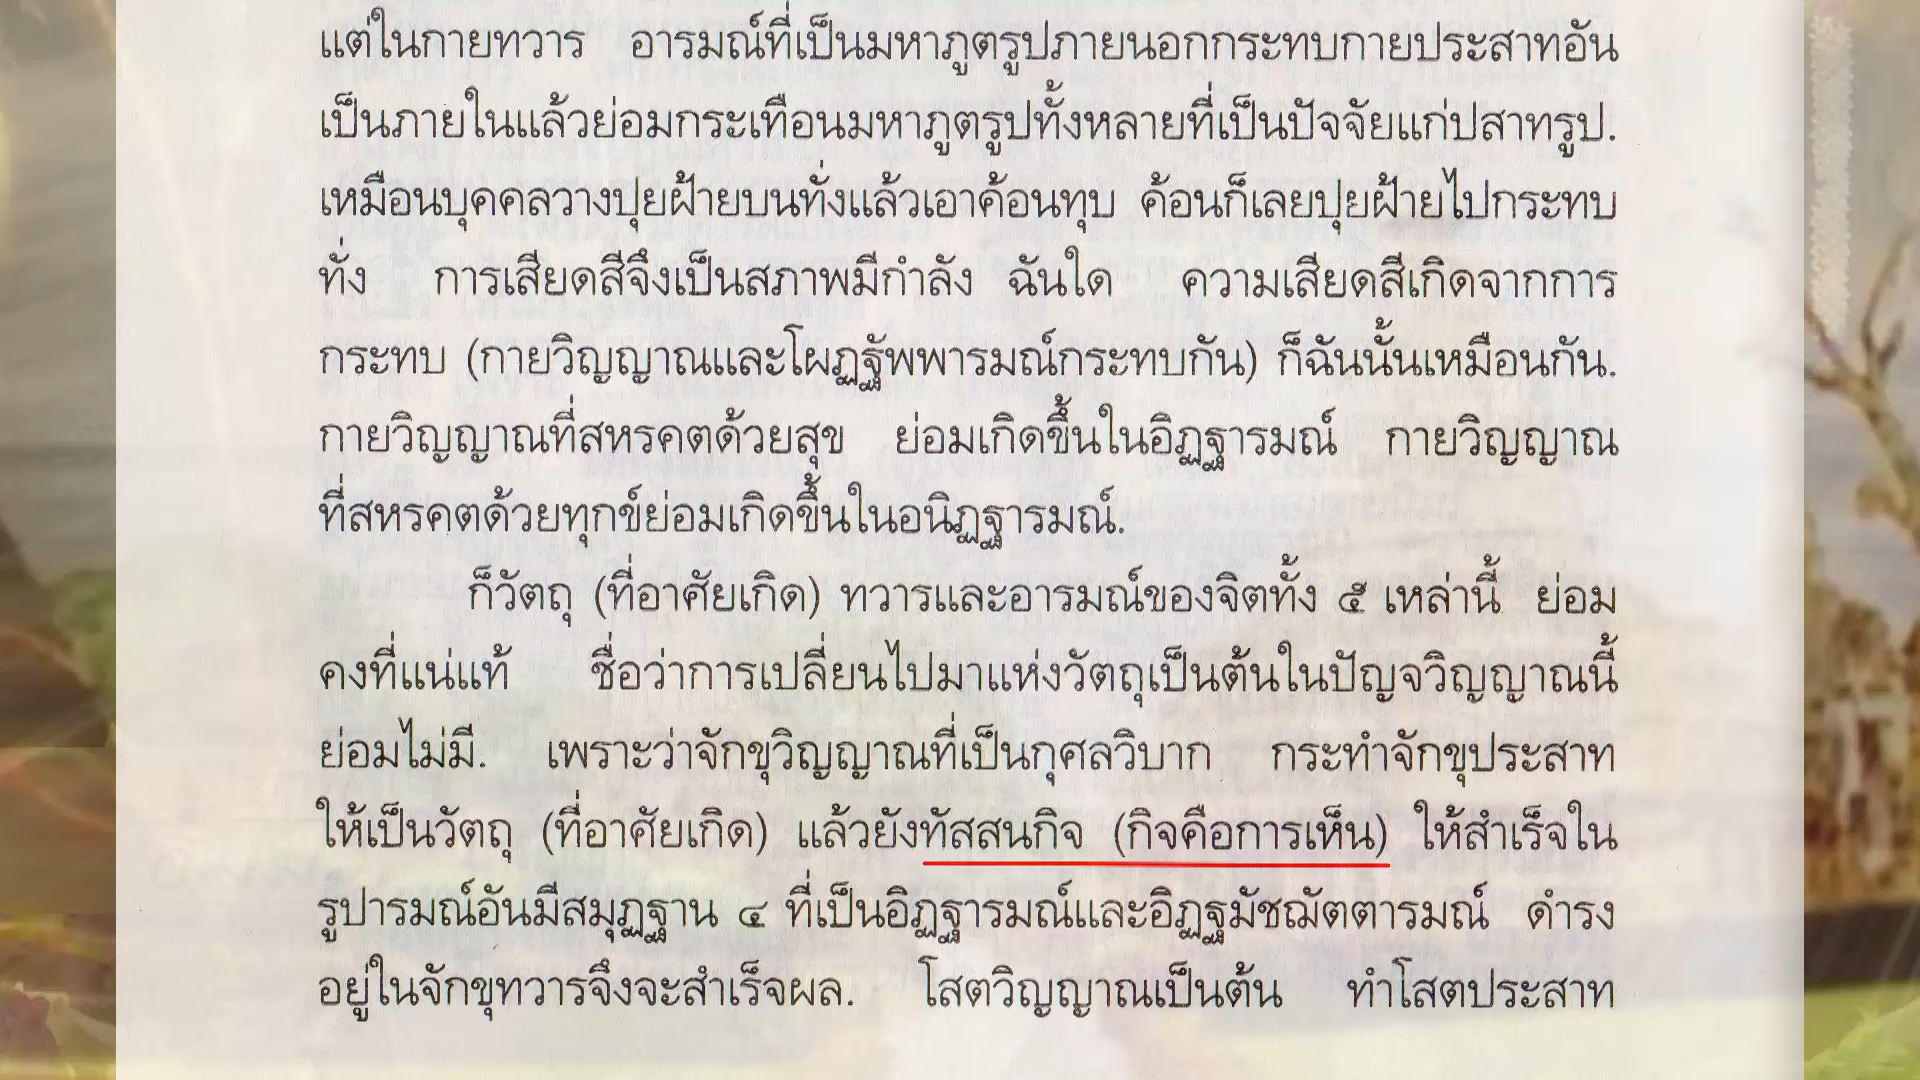 แต่ในกายทวาร อารมณ์ที่เป็นมหาภูตรูปภายนอกกระทบกายประสาทอัน
เป็นภายในแล้วย่อมกระเทือนมหาภูตรูปทั้งหลายที่เป็นปัจจัยแก่ปสาทรูป.
เหมือนบุคคลวางปุยฝ้ายบนทั่งแล้วเอาค้อนทุบ ค้อนก็เลยปุยฝ้ายไปกระทบ
ทั่ง การเสียดสีจึงเป็นสภาพมีกำลัง ฉันใด ความเสียดสีเกิดจากการ
กระทบ (กายวิญญาณและโผฏฐัพพารมณ์กระทบกัน) ก็ฉันนั้นเหมือนกัน.
กายวิญญาณที่สหรคตด้วยสุข ย่อมเกิดขึ้นในอิฏฐารมณ์ กายวิญญาณ
ที่สหรคตด้วยทุกข์ย่อมเกิดขึ้นในอนิฏฐารมณ์.
ก็วัตถุ (ที่อาศัยเกิด) ทวารและอารมณ์ของจิตทั้ง ๕ เหล่านี้ ย่อม
คงที่แน่แท้ ชื่อว่าการเปลี่ยนไปมาแห่งวัตถุเป็นต้นในปัญจวิญญาณนี้
ย่อมไม่มี. เพราะว่าจักขุวิญญาณที่เป็นกุศลวิบาก กระทำจักขุประสาท
ให้เป็นวัตถุ (ที่อาศัยเกิด) แล้วยังทัสสนกิจ (กิจคือการเห็น) ให้สำเร็จใน
รูปารมณ์อันมีสมุฏฐาน ๔ ที่เป็นอิฏฐารมณ์และอิฏฐมัชฌัตตารมณ์ ดำรง
อยู่ในจักขุทวารจึงจะสำเร็จผล. โสตวิญญาณเป็นต้น ทำโสตประสาท